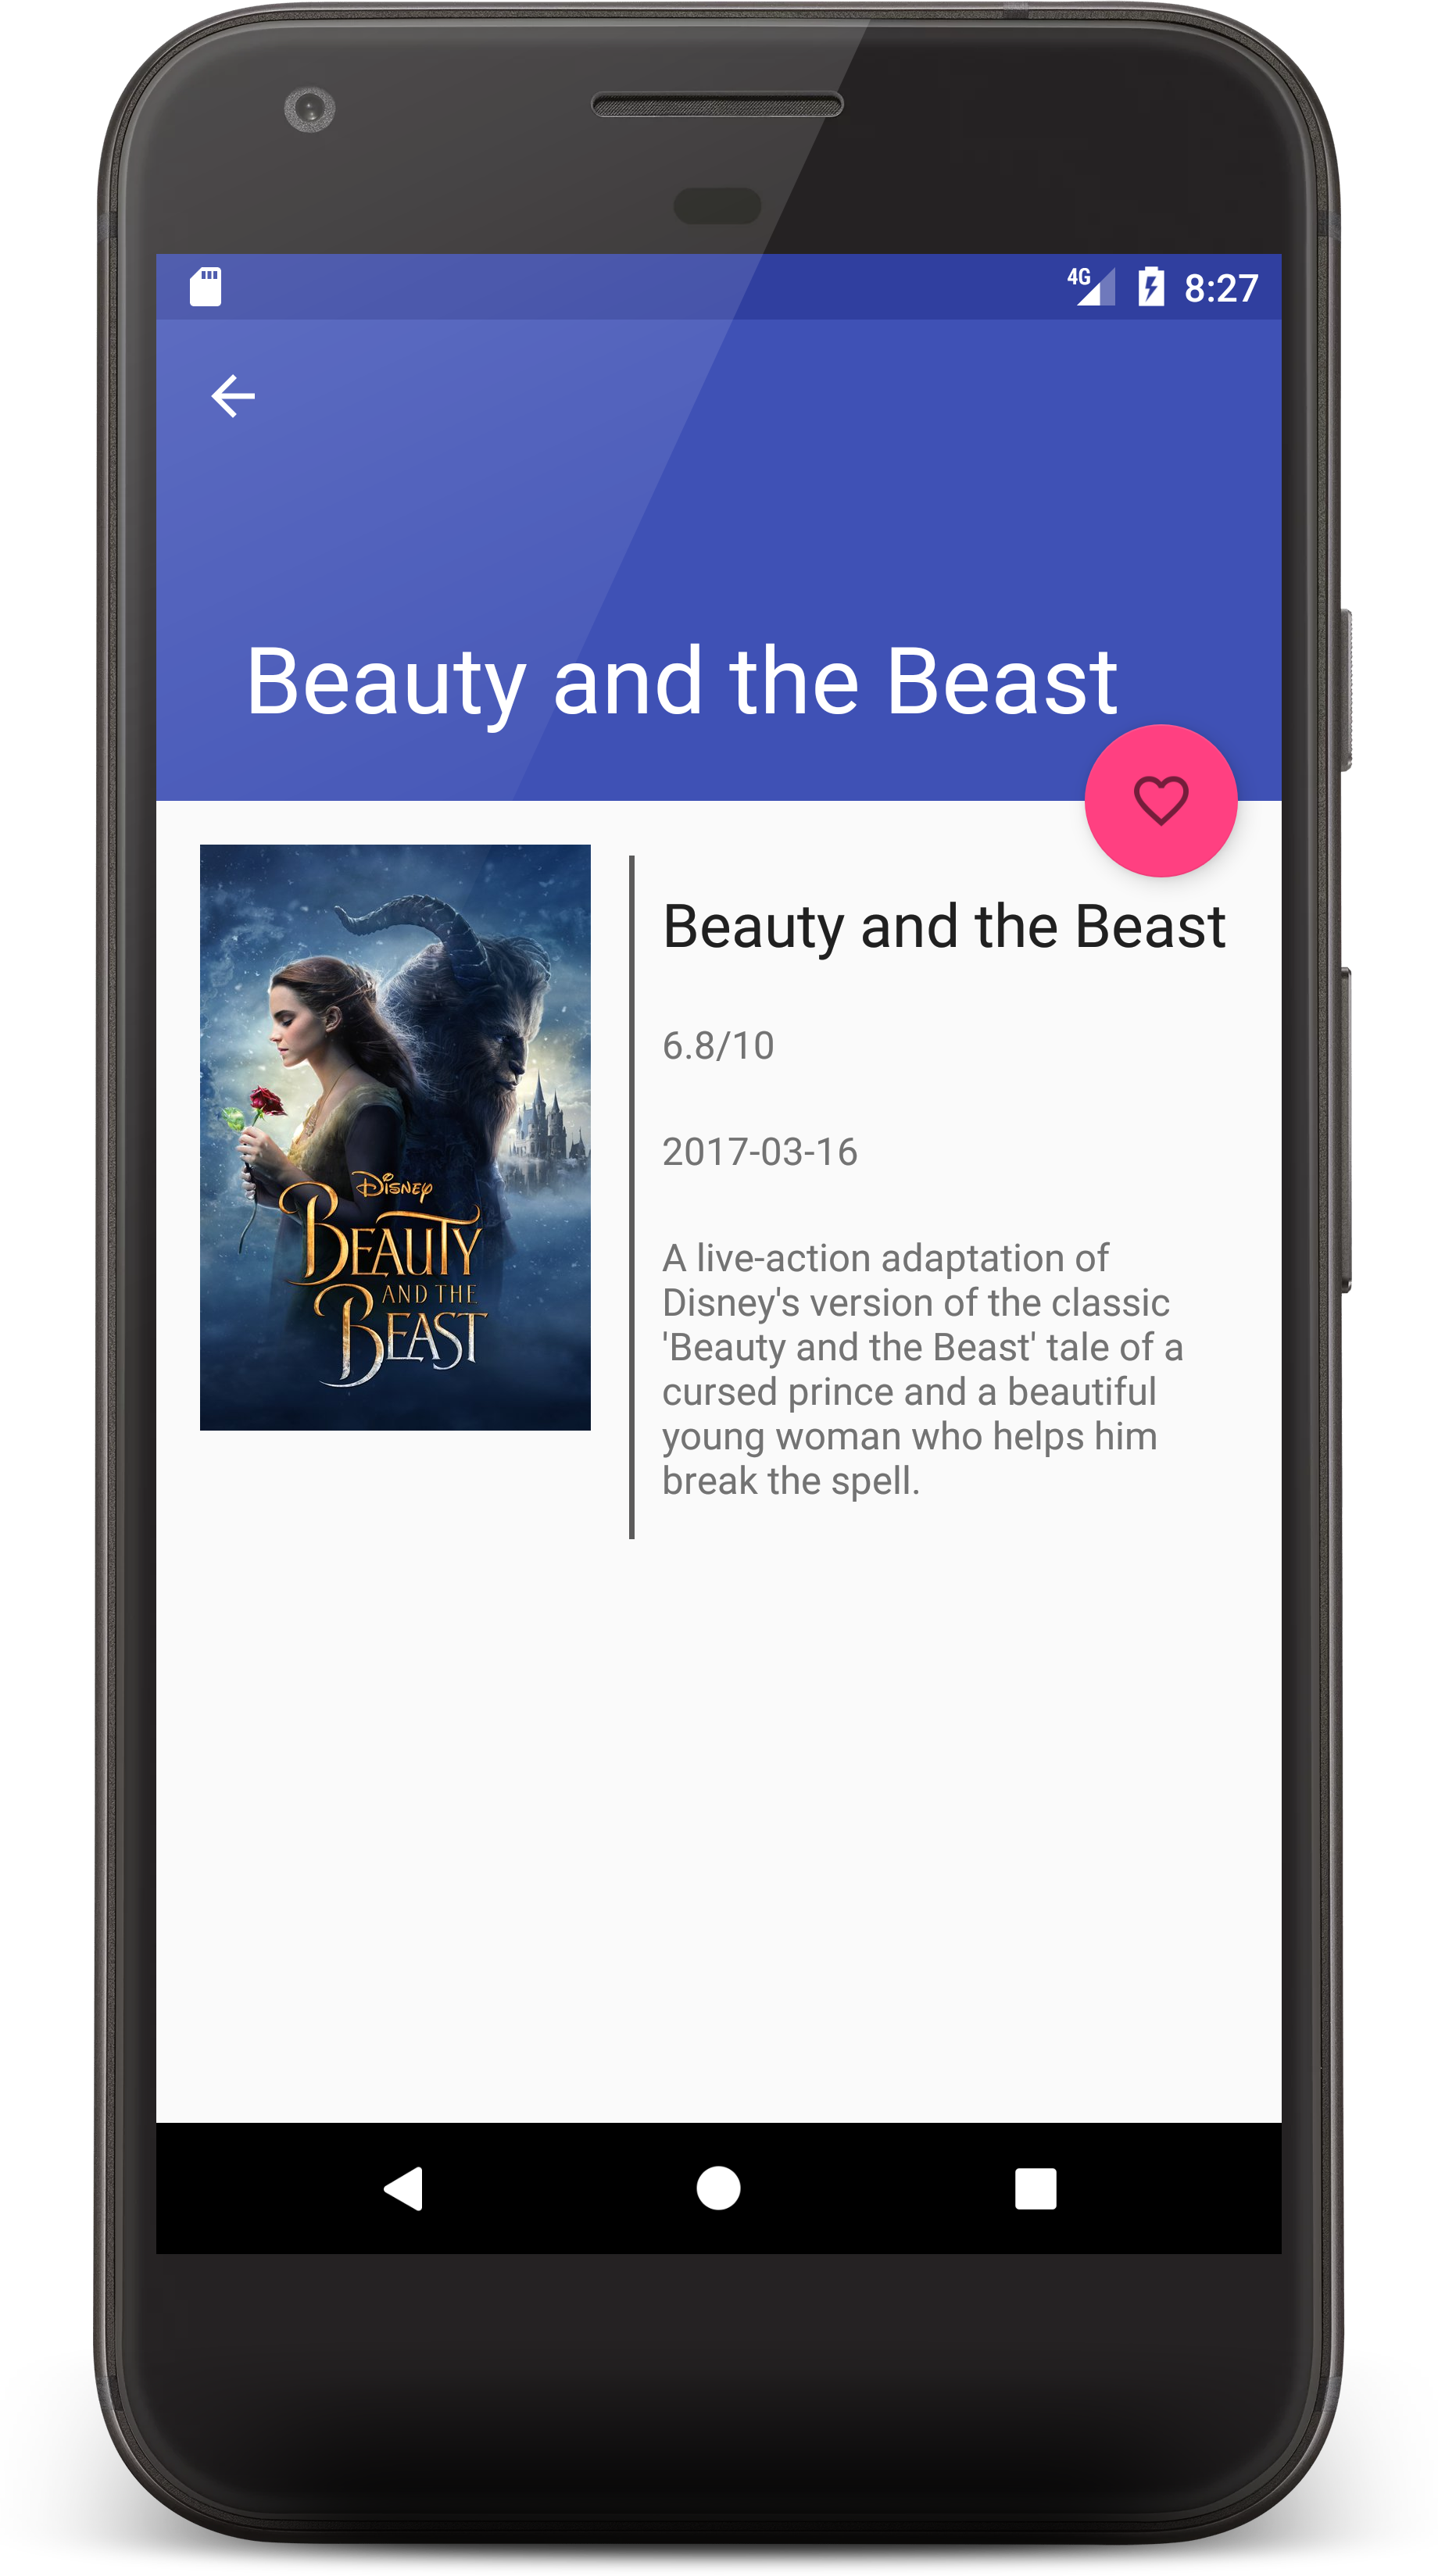 4G 8:27
Beauty and the Beast
Beauty and the Beast
6.8/10
2017-03-16
A live-action adaptation of
Disney's version of the classic
'Beauty and the Beast' tale of a
cursed prince and a beautiful
young woman who helps him
break the spell.
Disney
BEAUTY
AND THE
BEAST